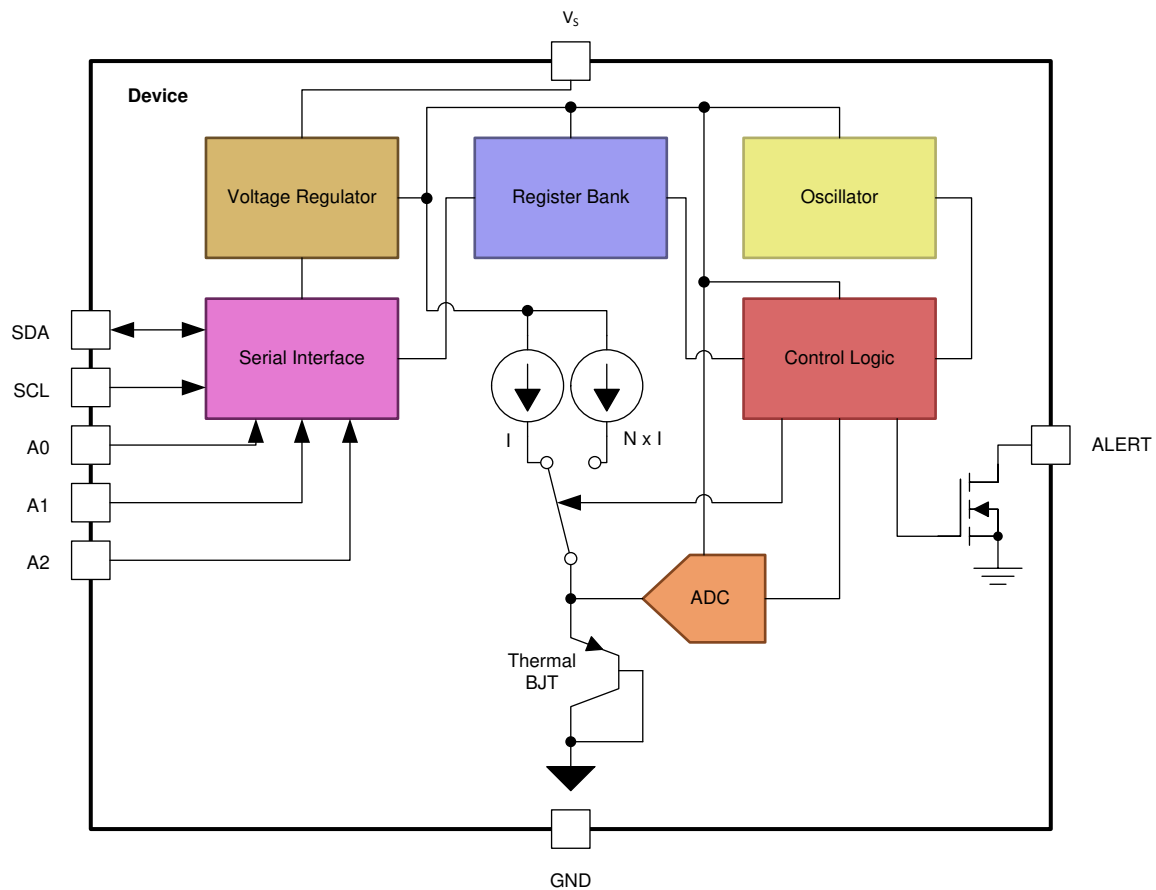 VS
Device
Voltage Regulator
Register Bank
Oscillator
SDA
Serial Interface
Control Logic
SCL
A0
I
N x I
ALERT
A1
A2
ADC
Thermal
BJT
GND